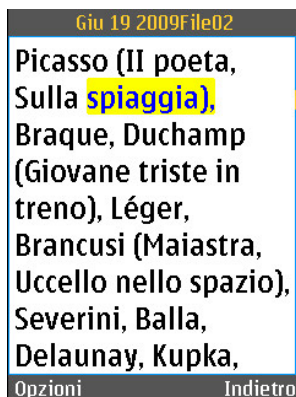 Giu 19 2009File02
Picasso (II poeta,
Sulla spiaggia),
Braque, Duchamp
(Giovane triste in
treno), Léger,
Brancusi (Maiastra,
Uccello nello spazio),
Severini, Balla,
Delaunay, Kupka,
Opzioni Indietro